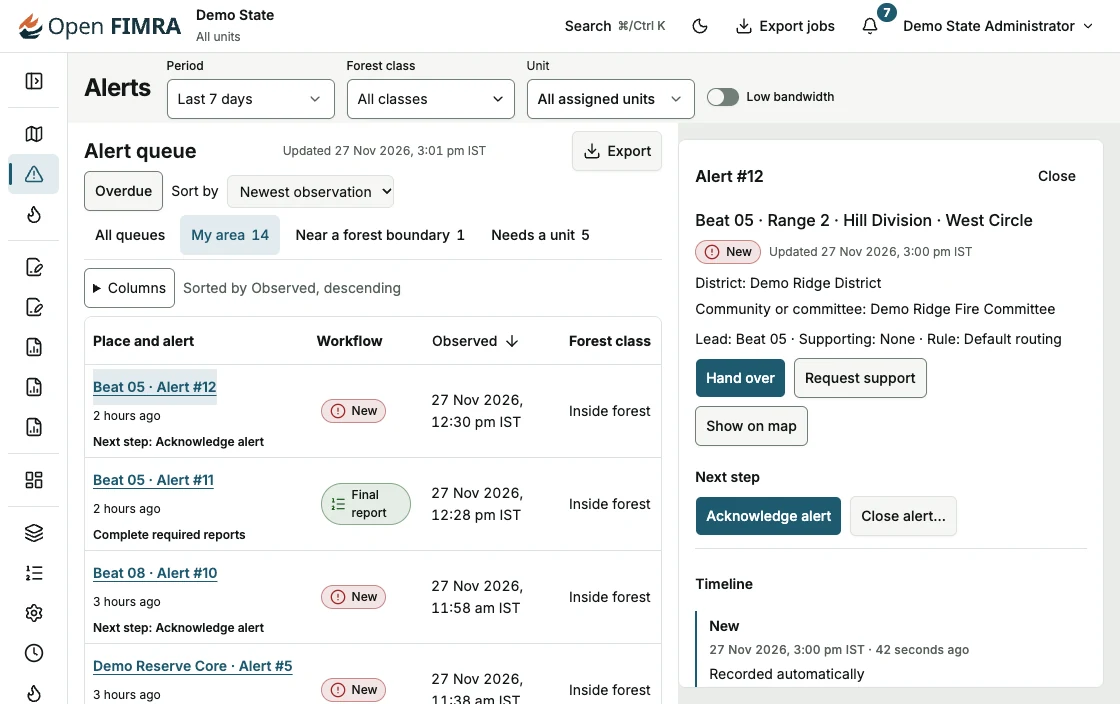 Open FIMRA
Demo State
All units
Search ⌘/Ctrl K
Export jobs
7
Demo State Administrator
Alerts
Period
Last 7 days
Forest class
All classes
Unit
All assigned units
Low bandwidth
Alert queue
Updated 27 Nov 2026, 3:01 pm IST
Export
Overdue
Sort by
Newest observation
All queues
My area 14
Near a forest boundary 1
Needs a unit 5
Columns
Sorted by Observed, descending
Place and alert
Workflow
Observed ↓
Forest class
Beat 05 · Alert #12
2 hours ago
Next step: Acknowledge alert
New
27 Nov 2026,
12:30 pm IST
Inside forest
Beat 05 · Alert #11
2 hours ago
Complete required reports
Final
report
27 Nov 2026,
12:28 pm IST
Inside forest
Beat 08 · Alert #10
3 hours ago
Next step: Acknowledge alert
New
27 Nov 2026,
11:58 am IST
Inside forest
Demo Reserve Core · Alert #5
3 hours ago
New
27 Nov 2026,
11:38 am IST
Inside forest
Alert #12
Close
Beat 05 · Range 2 · Hill Division · West Circle
New
Updated 27 Nov 2026, 3:00 pm IST
District: Demo Ridge District
Community or committee: Demo Ridge Fire Committee
Lead: Beat 05 · Supporting: None · Rule: Default routing
Hand over
Request support
Show on map
Next step
Acknowledge alert
Close alert...
Timeline
New
27 Nov 2026, 3:00 pm IST · 42 seconds ago
Recorded automatically